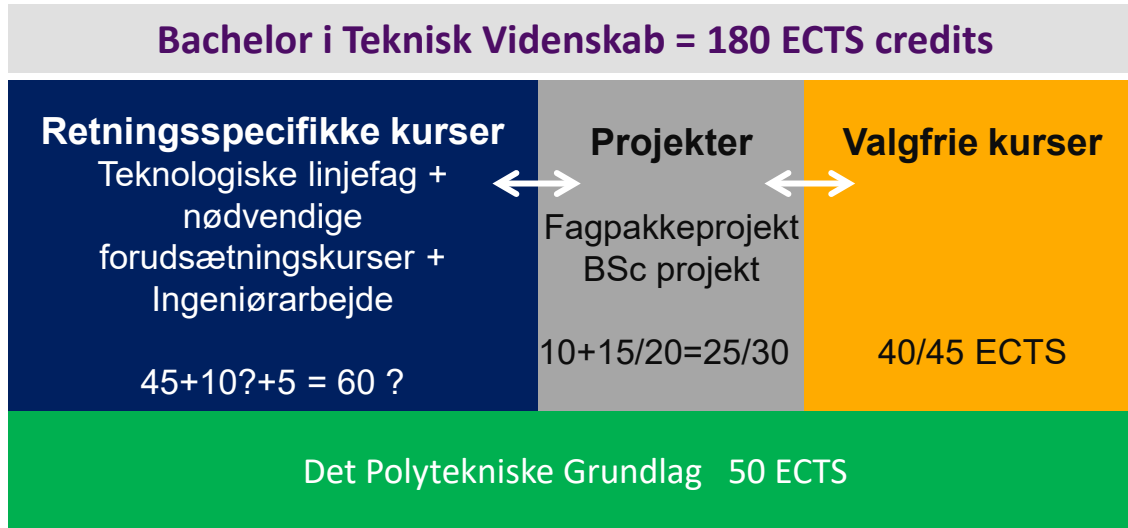 Bachelor i Teknisk Videnskab = 180 ECTS credits
Retningsspecifikke kurser
Teknologiske linjefag +
nødvendige
forudsætningskurser +
Ingeniørarbejde
45+10?+5 = 60 ?
Projekter
Fagpakkeprojekt
BSc projekt
10+15/20=25/30
Valgfrie kurser
40/45 ECTS
Det Polytekniske Grundlag 50 ECTS